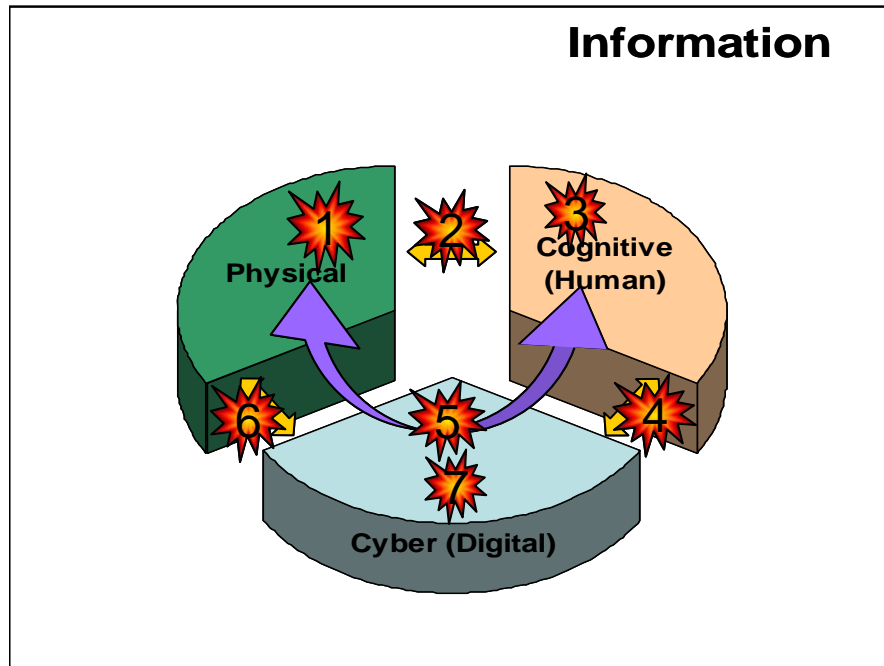 Information
1
2
3
Physical
Cognitive
(Human)
6
5
4
7
Cyber (Digital)